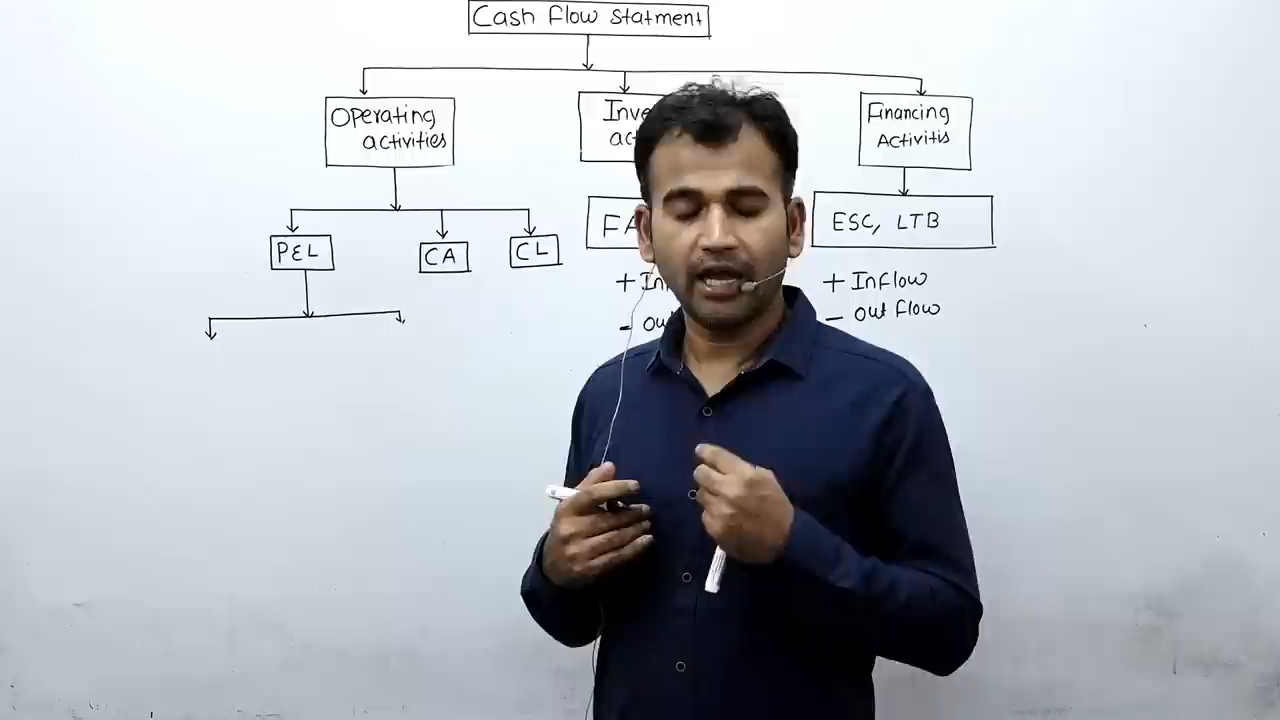 Cash Flow Statment
Operating
activities
Financing
Activitis
P&L
CA
CL
ESC, LTB
+ Inflow
- out flow